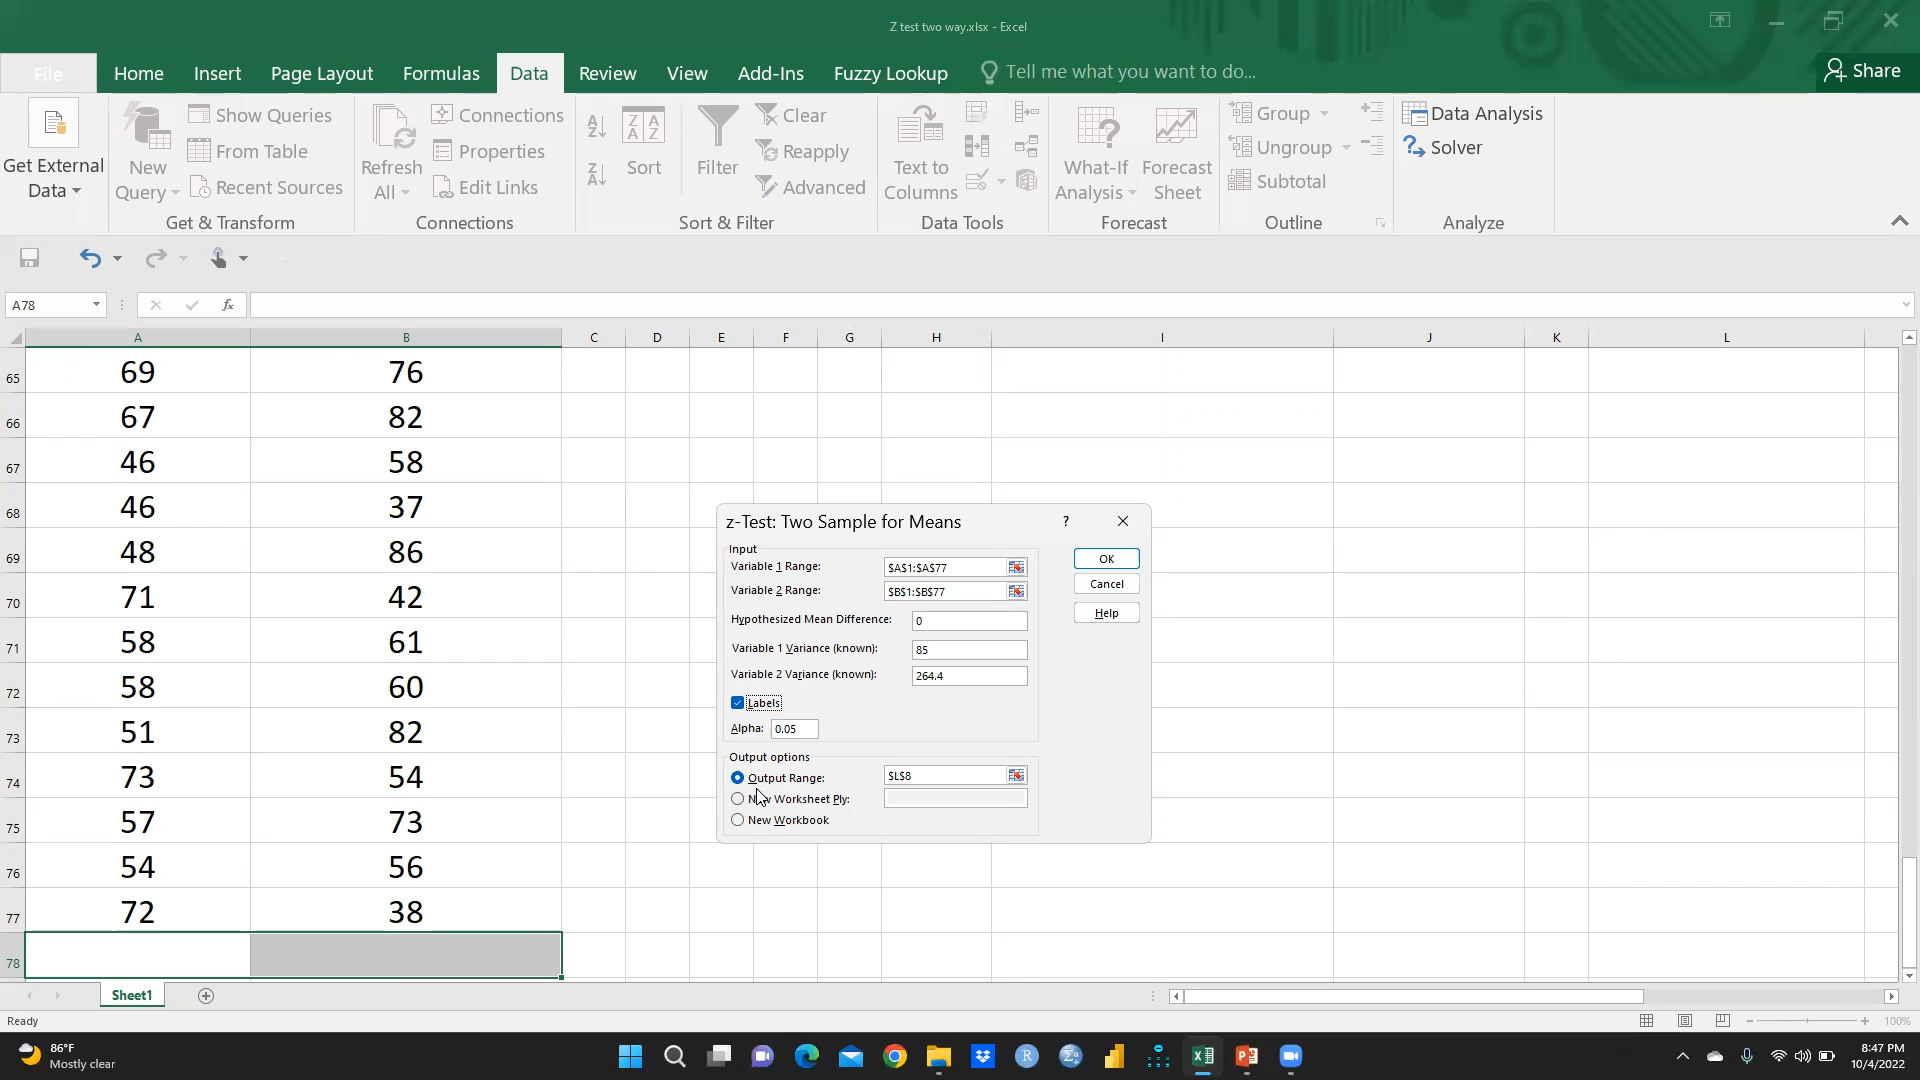 Z test two way.xlsx - Excel
File Home Insert Page Layout Formulas Data Review View Add-Ins Fuzzy Lookup Tell me what you want to do... Share
Get External Data
New Query
Show Queries
From Table
Recent Sources
Get & Transform
Refresh All
Connections
Properties
Edit Links
Connections
Sort
Filter
Clear
Reapply
Advanced
Sort & Filter
Text to Columns
Data Tools
What-If Analysis
Forecast Sheet
Forecast
Group
Ungroup
Subtotal
Outline
Data Analysis
Solver
Analyze
A78
fx
A B C D E F G H I J K L
65 69 76
66 67 82
67 46 58
68 46 37
69 48 86
70 71 42
71 58 61
72 58 60
73 51 82
74 73 54
75 57 73
76 54 56
77 72 38
78
z-Test: Two Sample for Means ?
Input
Variable 1 Range: $A$1:$A$77
Variable 2 Range: $B$1:$B$77
Hypothesized Mean Difference: 0
Variable 1 Variance (known): 85
Variable 2 Variance (known): 264.4
Labels
Alpha: 0.05
Output options
Output Range: $L$8
New Worksheet Ply:
New Workbook
OK
Cancel
Help
Sheet1
Ready
100%
86°F
Mostly clear
8:47 PM
10/4/2022